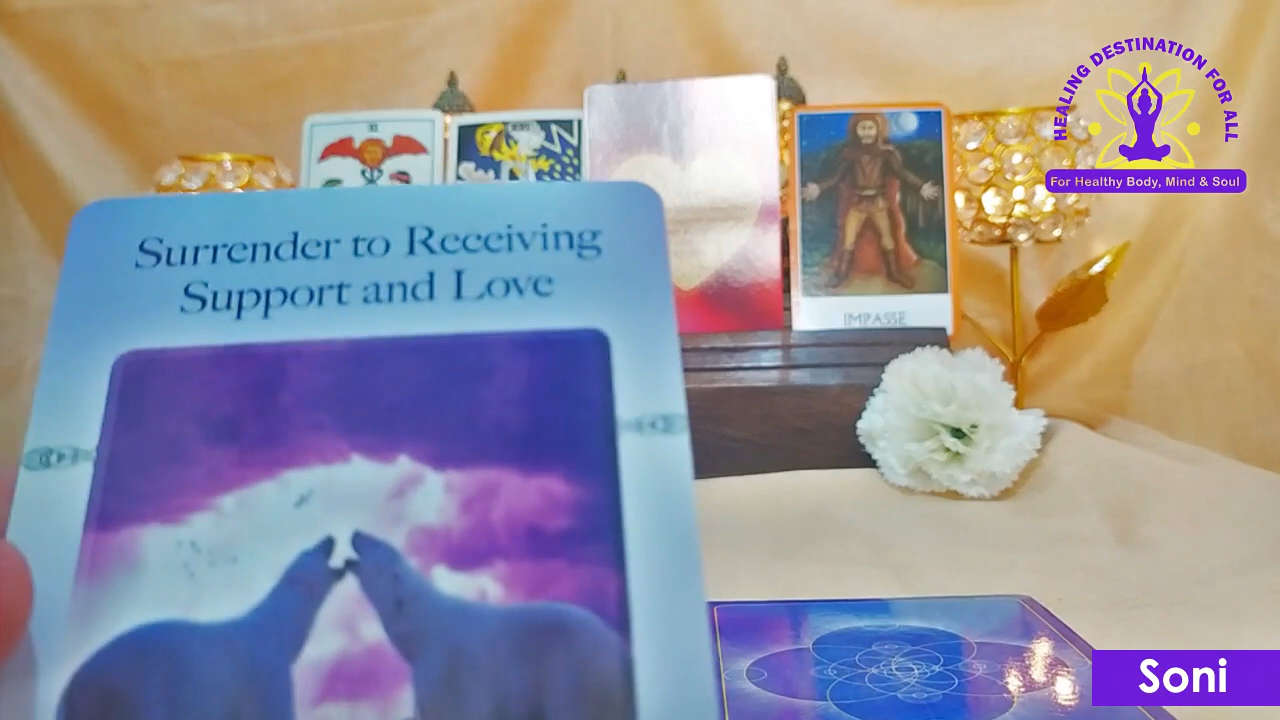 Surrender to Receiving
Support and Love
IMPASSE
HEALING DESTINATION FOR ALL
For Healthy Body, Mind & Soul
Soni